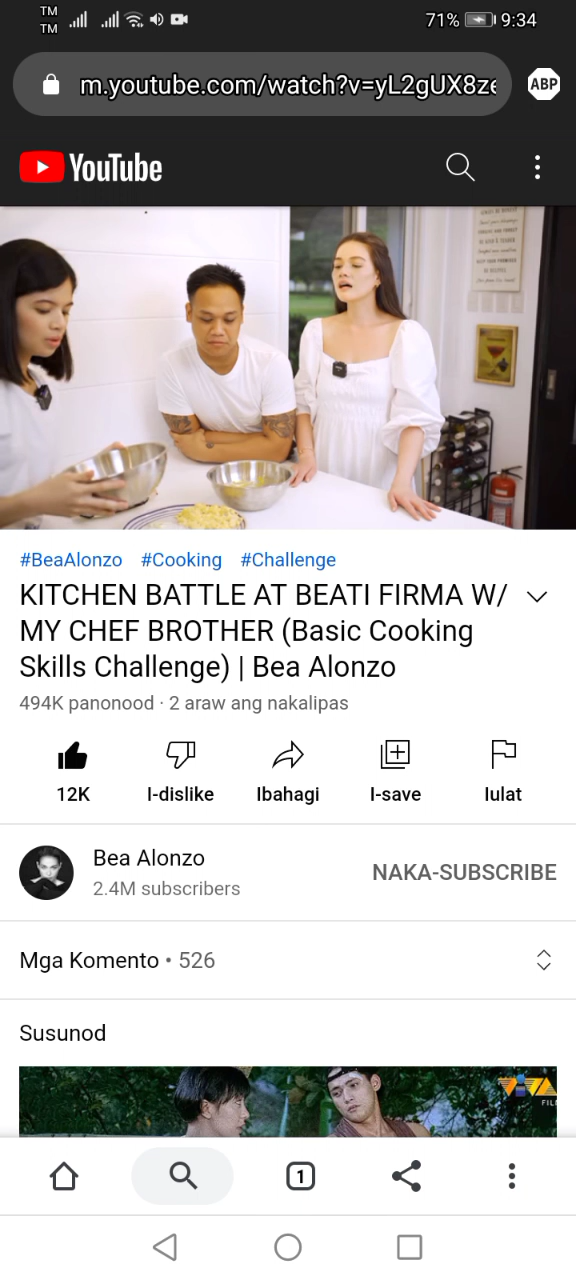 TM
TM
71% 9:34
m.youtube.com/watch?v=yL2gUX8ze
ABP
YouTube
#BeaAlonzo #Cooking #Challenge
KITCHEN BATTLE AT BEATI FIRMA W/
MY CHEF BROTHER (Basic Cooking
Skills Challenge) | Bea Alonzo
494K panonood · 2 araw ang nakalipas
12K I-dislike Ibahagi I-save Iulat
Bea Alonzo
2.4M subscribers
NAKA-SUBSCRIBE
Mga Komento • 526
Susunod
VIVA
FIL
1